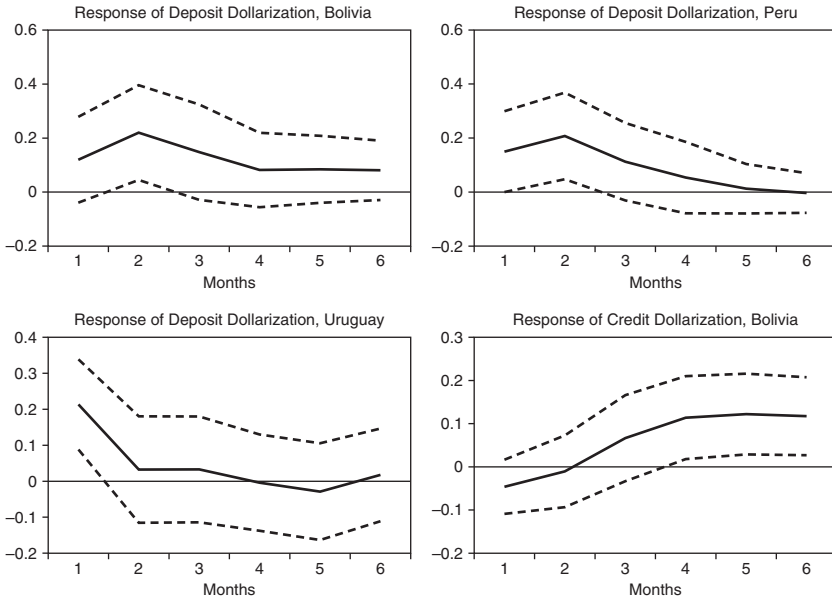 Response of Deposit Dollarization, Bolivia
0.6
0.4
0.2
0
–0.2
1 2 3 4 5 6
Months
Response of Deposit Dollarization, Peru
0.6
0.4
0.2
0
–0.2
1 2 3 4 5 6
Months
Response of Deposit Dollarization, Uruguay
0.4
0.3
0.2
0.1
0
–0.1
–0.2
1 2 3 4 5 6
Months
Response of Credit Dollarization, Bolivia
0.3
0.2
0.1
0
–0.1
–0.2
1 2 3 4 5 6
Months